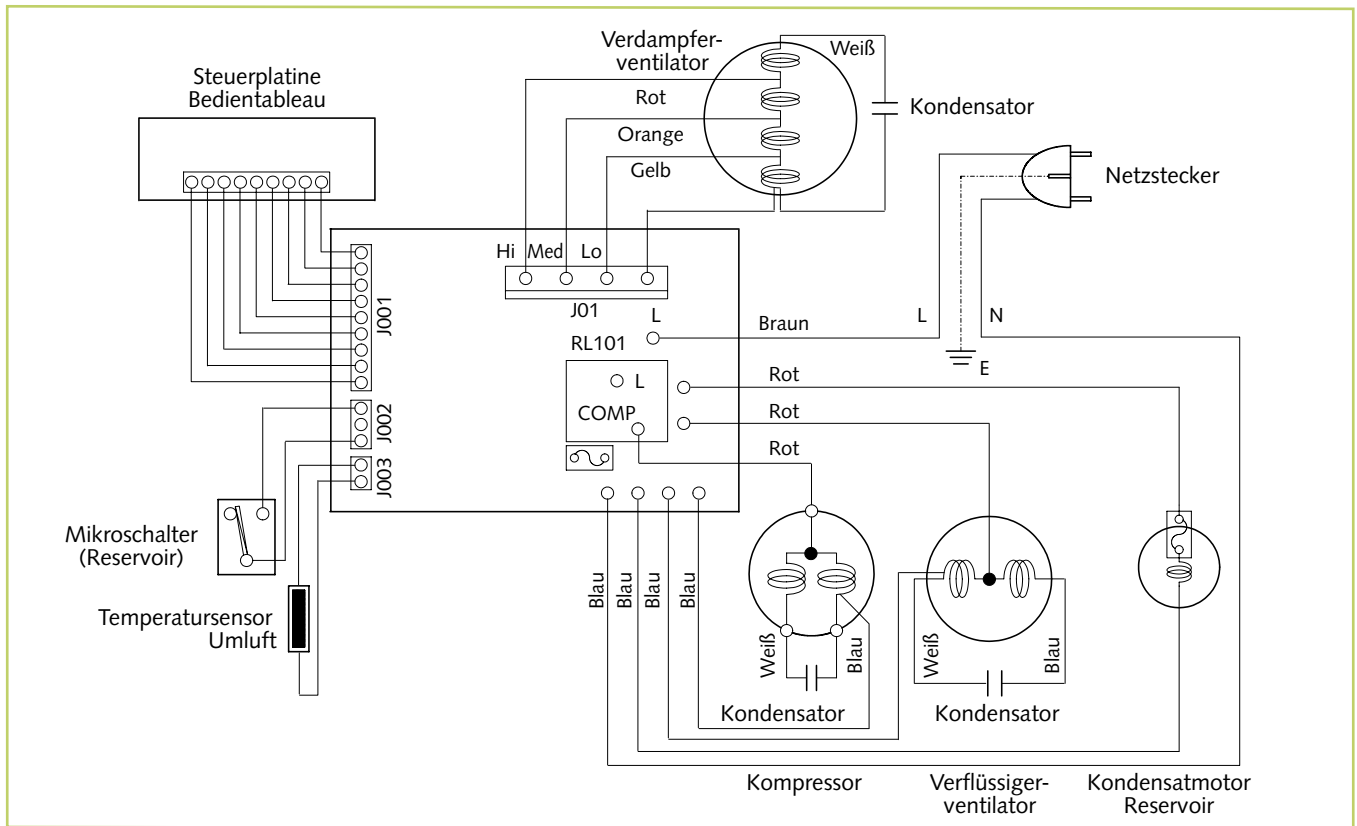 Verdampfer-
ventilator
Weiß
Steuerplatine
Bedientableau
Rot
Kondensator
Orange
Gelb
Netzstecker
Hi Med Lo
J01
L
J001
Braun
L
N
RL101
E
L
Rot
COMP
Rot
J002
Rot
J003
Mikroschalter
(Reservoir)
Blau
Blau
Blau
Blau
Temperatursensor
Umluft
Weiß
Blau
Weiß
Blau
Kondensator
Kondensator
Kompressor
Verflüssiger-
ventilator
Kondensatmotor
Reservoir